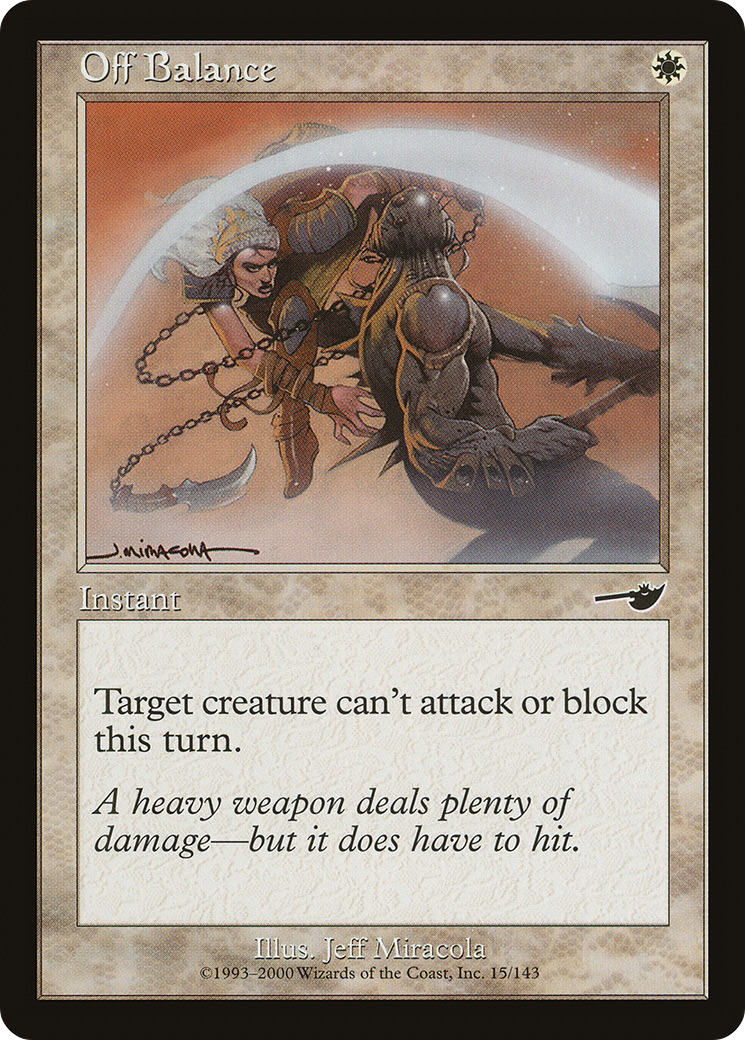 Off Balance
J. MIRACOLA
Instant
Target creature can't attack or block
this turn.
A heavy weapon deals plenty of
damage—but it does have to hit.
Illus. Jeff Miracola
©1993–2000 Wizards of the Coast, Inc. 15/143